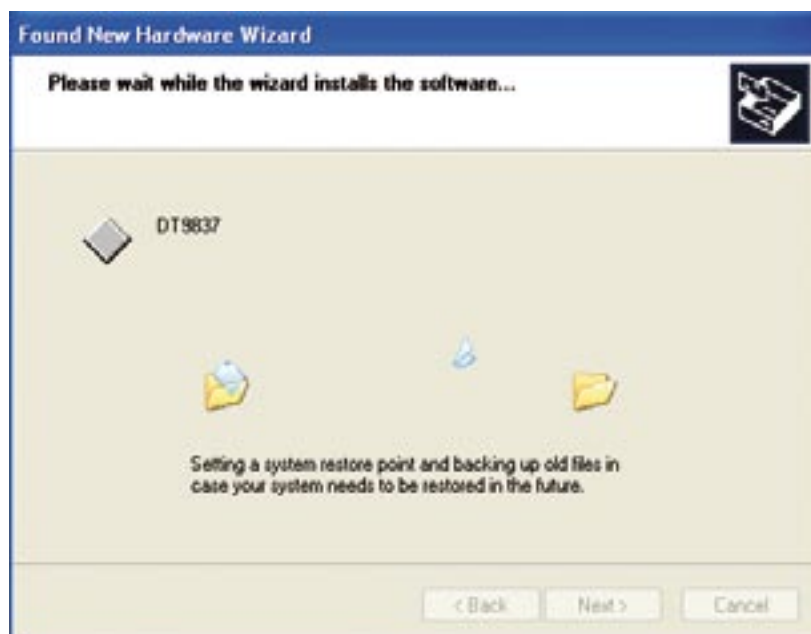 Found New Hardware Wizard
Please wait while the wizard installs the software...
DT9837
Setting a system restore point and backing up old files in
case your system needs to be restored in the future.
< Back
Next >
Cancel